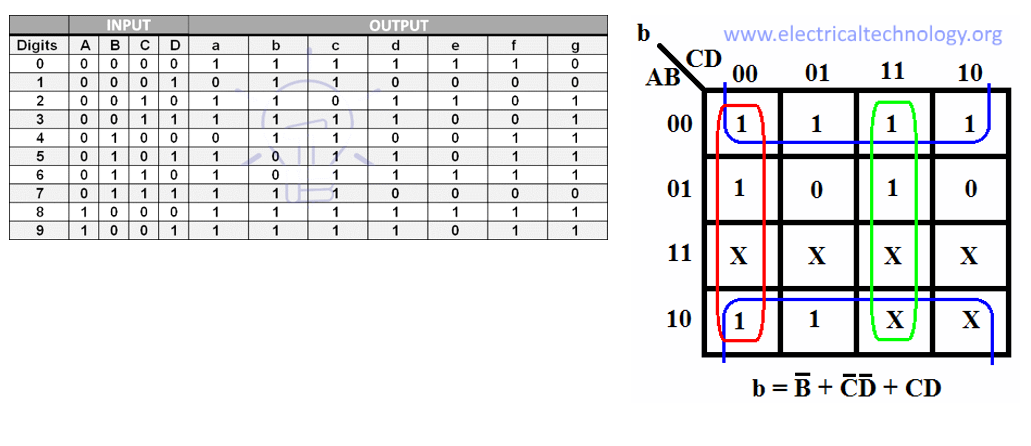 INPUT OUTPUT
Digits A B C D a b c d e f g
0 0 0 0 0 1 1 1 1 1 1 0
1 0 0 0 1 0 1 1 0 0 0 0
2 0 0 1 0 1 1 0 1 1 0 1
3 0 0 1 1 1 1 1 1 0 0 1
4 0 1 0 0 0 1 1 0 0 1 1
5 0 1 0 1 1 0 1 1 0 1 1
6 0 1 1 0 1 0 1 1 1 1 1
7 0 1 1 1 1 1 1 0 0 0 0
8 1 0 0 0 1 1 1 1 1 1 1
9 1 0 0 1 1 1 1 1 0 1 1
b www.electricaltechnology.org
CD
AB 00 01 11 10
00 1 1 1 1
01 1 0 1 0
11 X X X X
10 1 1 X X
b = B̅ + C̅D̅ + CD